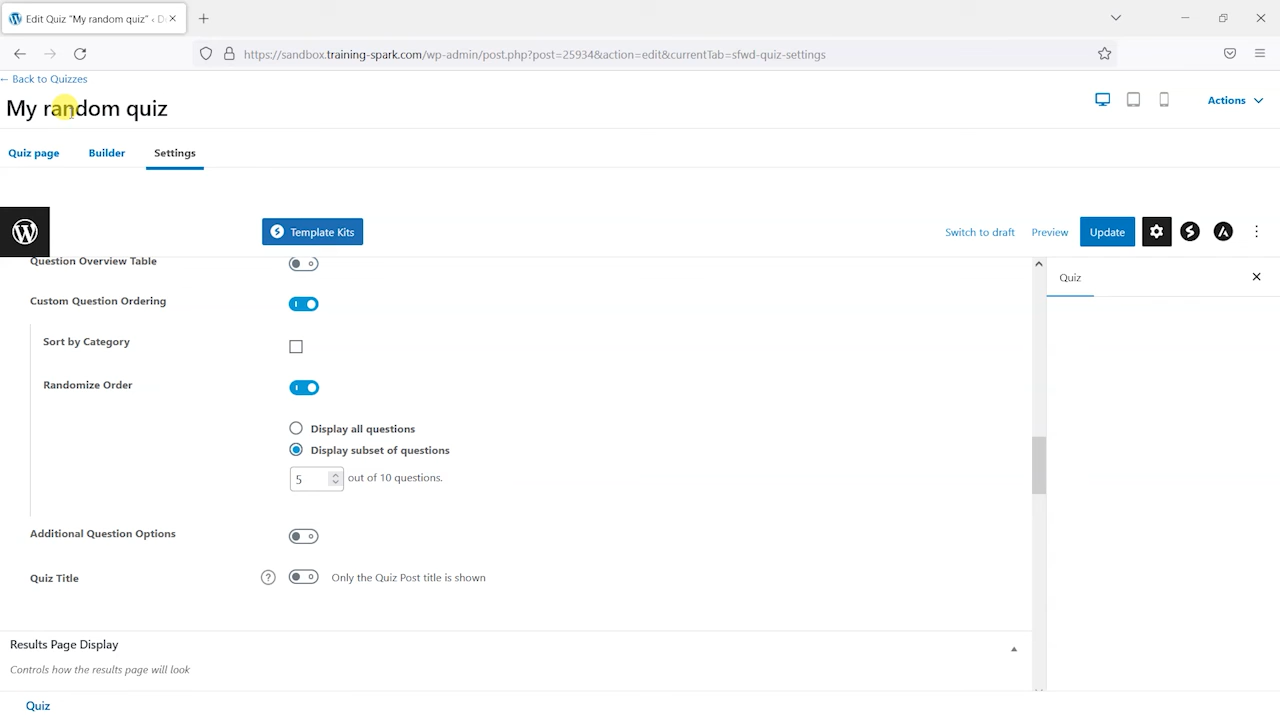 Edit Quiz "My random quiz" ‹ D
https://sandbox.training-spark.com/wp-admin/post.php?post=25934&action=edit&currentTab=sfwd-quiz-settings
← Back to Quizzes
My random quiz
Actions
Quiz page
Builder
Settings
Template Kits
Switch to draft
Preview
Update
Question Overview Table
Quiz
Custom Question Ordering
Sort by Category
Randomize Order
Display all questions
Display subset of questions
5 out of 10 questions.
Additional Question Options
Quiz Title
? Only the Quiz Post title is shown
Results Page Display
Controls how the results page will look
Quiz